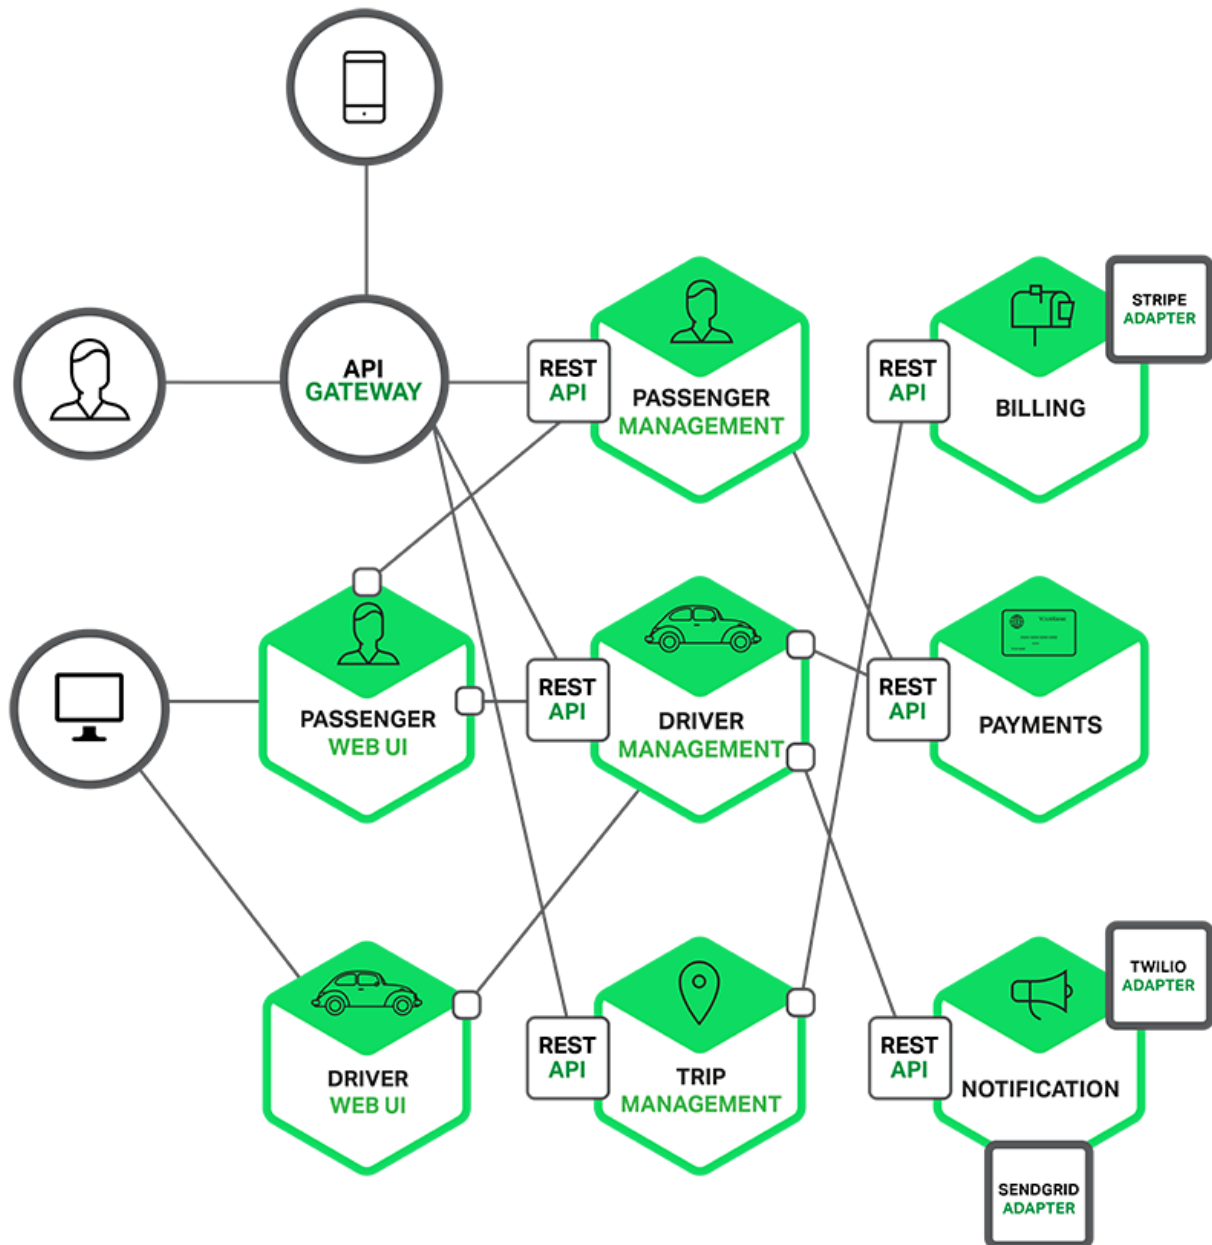 API
GATEWAY
REST
API
PASSENGER
MANAGEMENT
REST
API
BILLING
STRIPE
ADAPTER
PASSENGER
WEB UI
REST
API
DRIVER
MANAGEMENT
REST
API
PAYMENTS
DRIVER
WEB UI
REST
API
TRIP
MANAGEMENT
REST
API
NOTIFICATION
TWILIO
ADAPTER
SENDGRID
ADAPTER